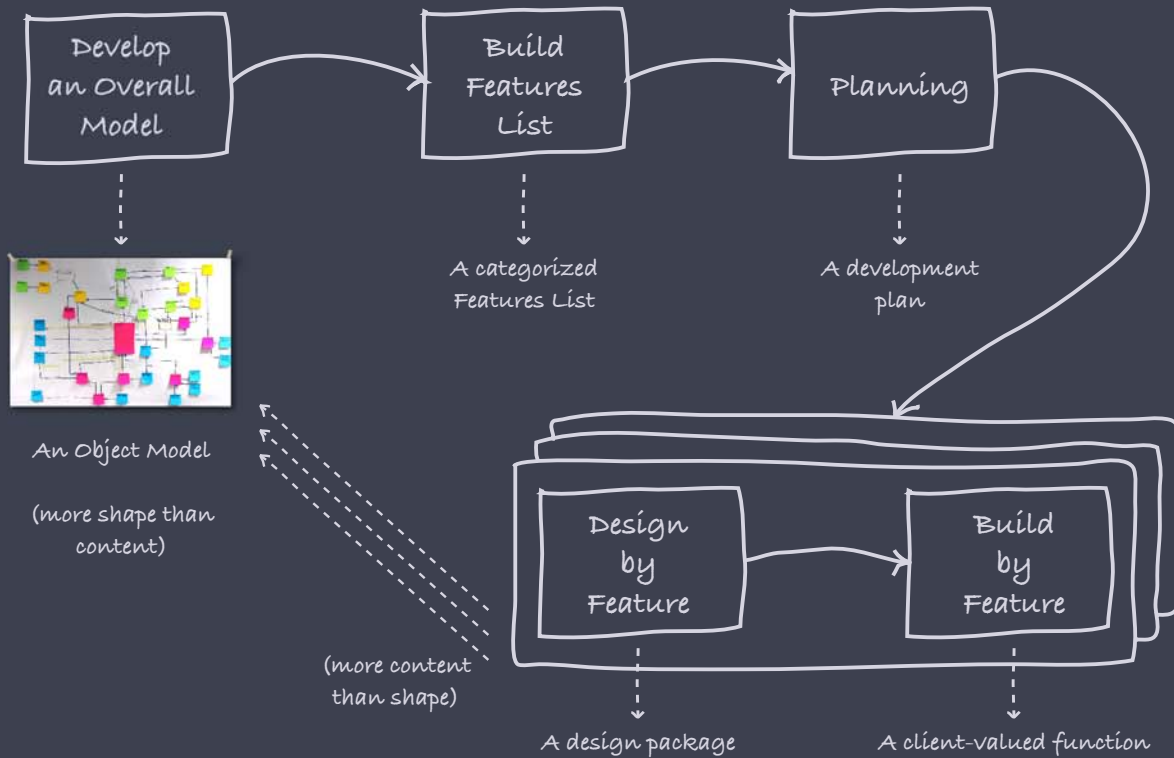 Develop
an Overall
Model
Build
Features
List
Planning
A categorized
Features List
A development
plan
An Object Model
(more shape than
content)
Design
by
Feature
Build
by
Feature
(more content
than shape)
A design package
A client-valued function